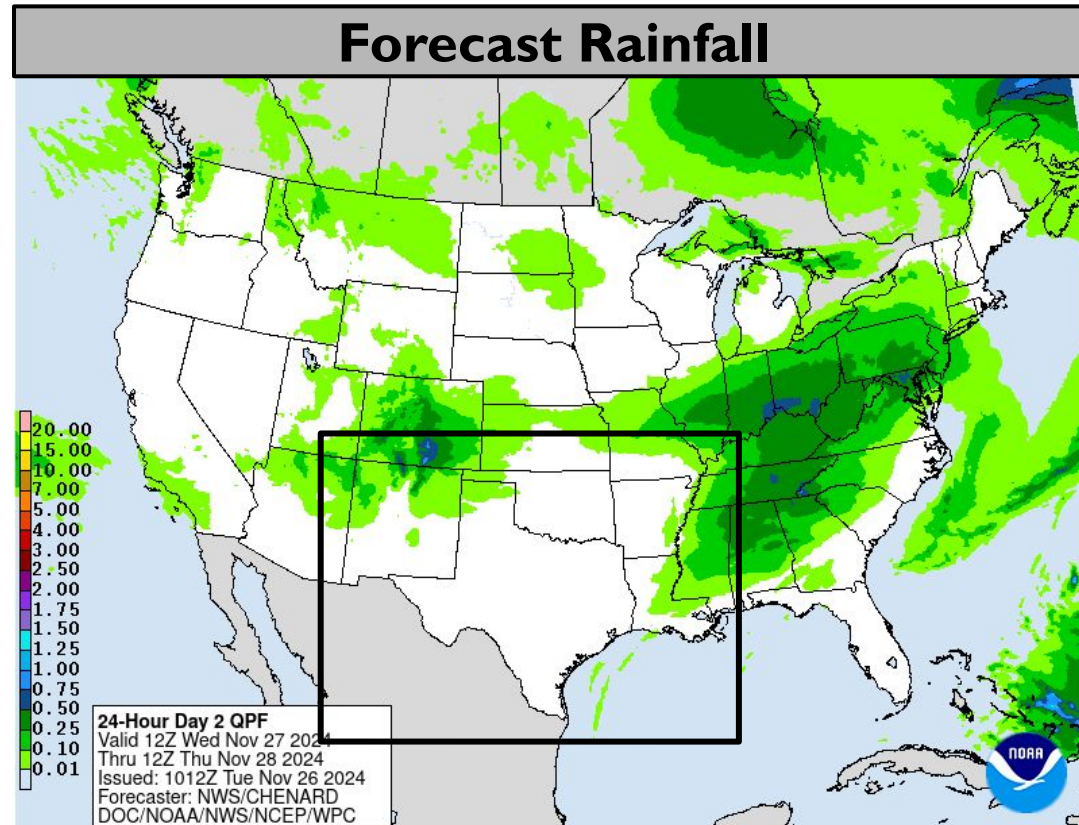 Forecast Rainfall
20.00
15.00
10.00
7.00
5.00
4.00
3.00
2.50
2.00
1.75
1.50
1.25
1.00
0.75
0.50
0.25
0.10
0.01
24-Hour Day 2 QPF
Valid 12Z Wed Nov 27 2024
Thru 12Z Thu Nov 28 2024
Issued: 1012Z Tue Nov 26 2024
Forecaster: NWS/CHENARD
DOC/NOAA/NWS/NCEP/WPC
NOAA